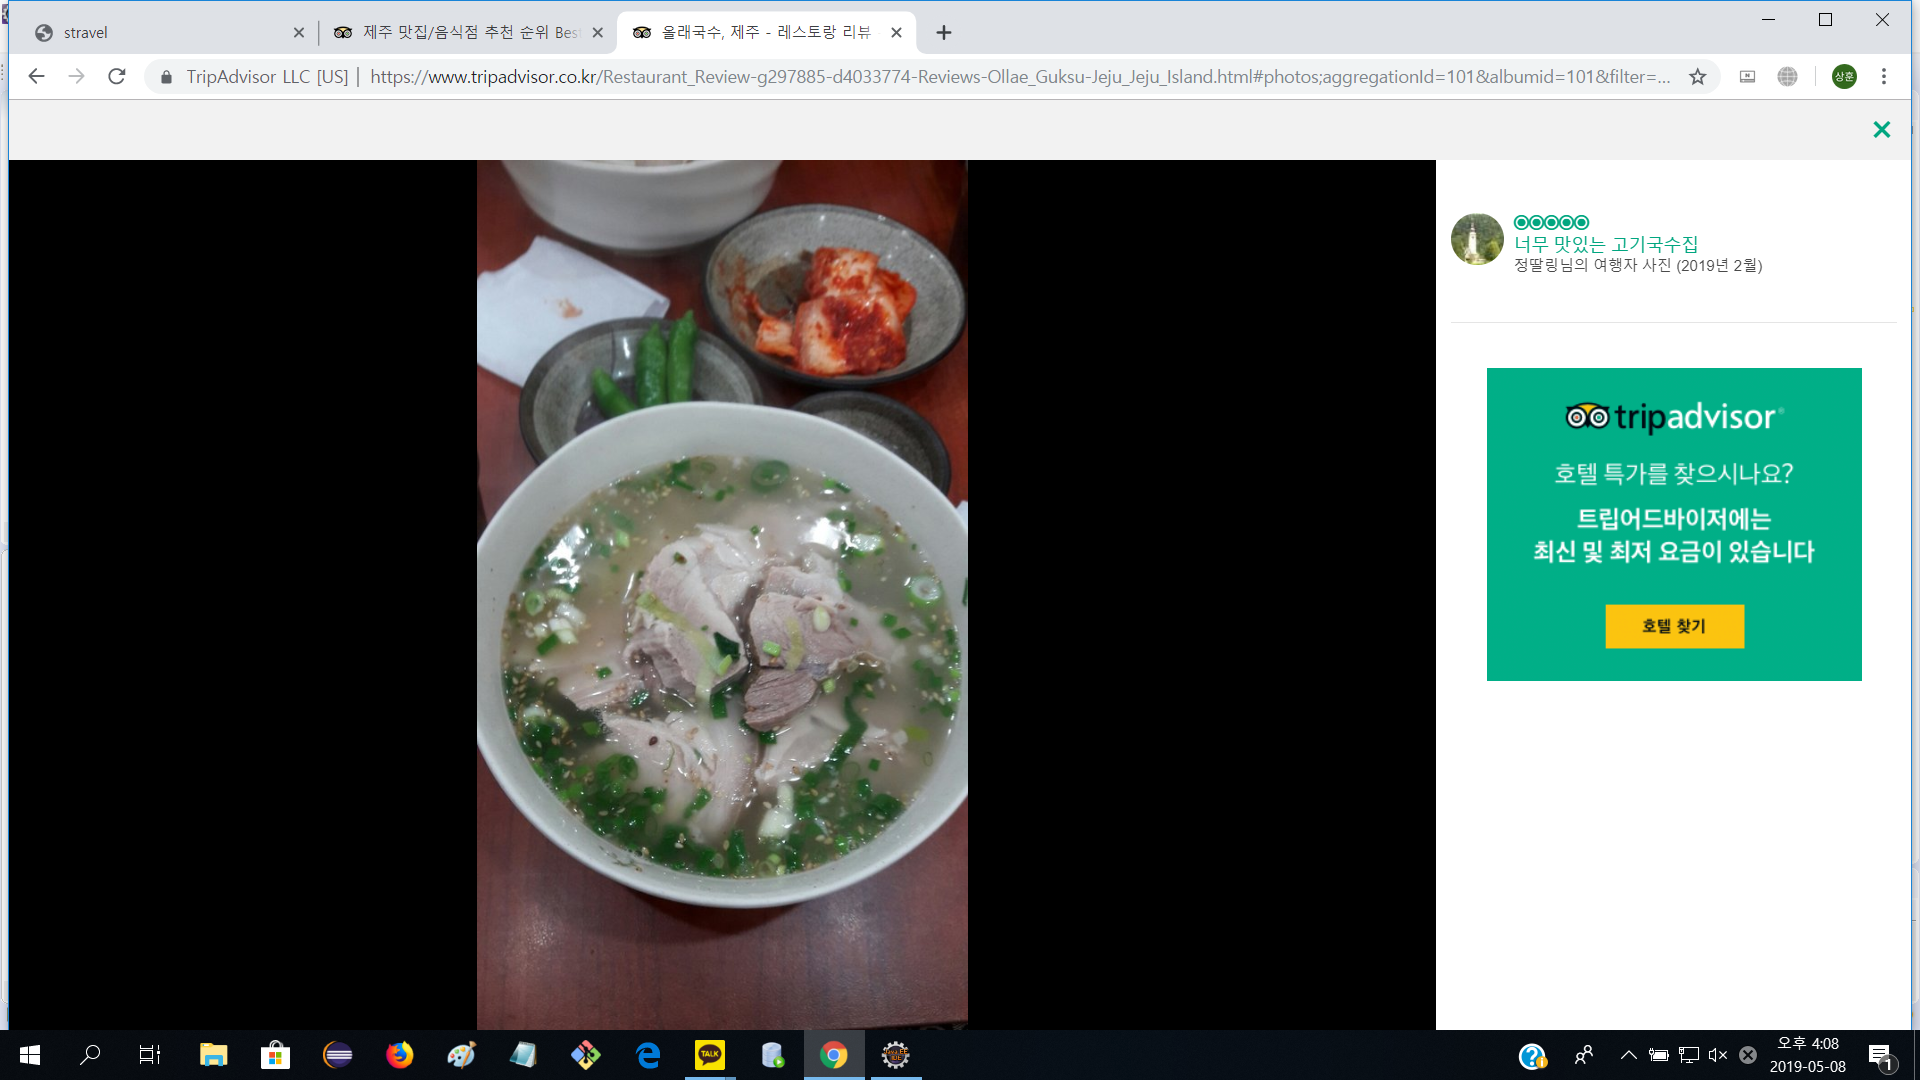 stravel
제주 맛집/음식점 추천 순위 Bes
올래국수, 제주 - 레스토랑 리뷰
TripAdvisor LLC [US] | https://www.tripadvisor.co.kr/Restaurant_Review-g297885-d4033774-Reviews-Ollae_Guksu-Jeju_Jeju_Island.html#photos;aggregationId=101&albumid=101&filter=...
상훈
너무 맛있는 고기국수집
정딸링님의 여행자 사진 (2019년 2월)
tripadvisor®
호텔 특가를 찾으시나요?
트립어드바이저에는
최신 및 최저 요금이 있습니다
호텔 찾기
TALK
오후 4:08
2019-05-08
1